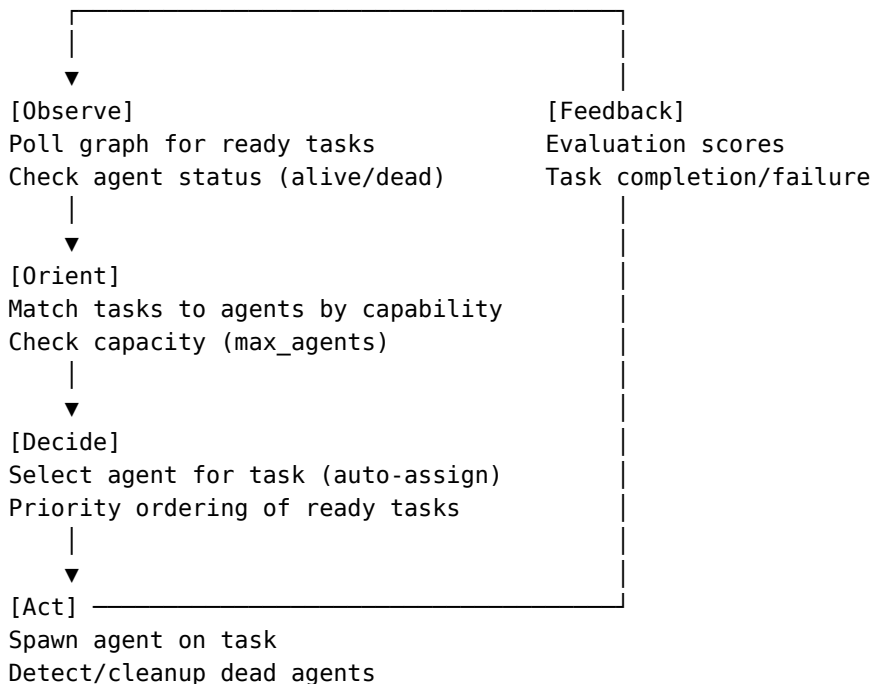 [Observe]
Poll graph for ready tasks
Check agent status (alive/dead)
[Feedback]
Evaluation scores
Task completion/failure
[Orient]
Match tasks to agents by capability
Check capacity (max_agents)
[Decide]
Select agent for task (auto-assign)
Priority ordering of ready tasks
[Act]
Spawn agent on task
Detect/cleanup dead agents